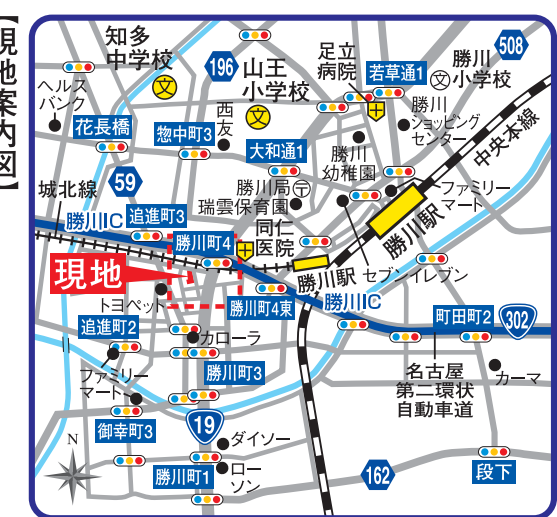 【現地案内図】
知多
中学校
196
山王
小学校
足立
病院
508
若草通1
勝川
小学校
文
文
文
ヘルス
バンク
花長橋
惣中町3
西
友
大和通1
勝川
ショッピング
センター
中央本線
勝川
幼稚園
城北線
59
勝川局
〒
瑞雲保育園
ファミリー
マート
勝川IC
追進町3
勝川町4
同仁
医院
勝川駅
現地
勝川駅
セブンイレブン
トヨペット
勝川町4東
勝川IC
町田町2
302
追進町2
カローラ
勝川町3
ファミリー
マート
名古屋
第二環状
自動車道
カーマ
御幸町3
19
ダイソー
N
勝川町1
ロー
ソン
162
段下